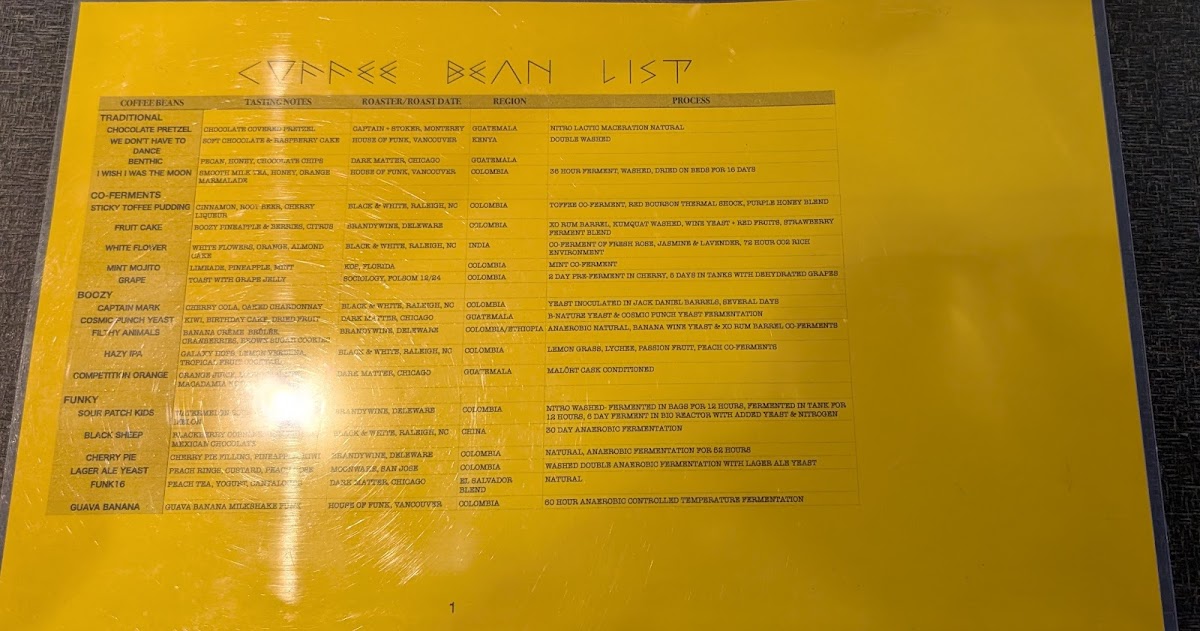 COFFEE BEAN LIST
COFFEE BEANS TASTING NOTES ROASTER/ROAST DATE REGION PROCESS
TRADITIONAL
CHOCOLATE PRETZEL CHOCOLATE COVERED PRETZEL CAPTAIN + STOKER, MONTEREY GUATEMALA NITRO LACTIC MACERATION NATURAL
WE DON'T HAVE TO SOFT CHOCOLATE & RASPBERRY CAKE HOUSE OF FUNK, VANCOUVER KENYA DOUBLE WASHED
DANCE
BENTHIC PECAN, HONEY, CHOCOLATE CHIPS DARK MATTER, CHICAGO GUATEMALA
I WISH I WAS THE MOON SMOOTH MILK TEA, HONEY, ORANGE HOUSE OF FUNK, VANCOUVER COLOMBIA 36 HOUR FERMENT, WASHED, DRIED ON BEDS FOR 16 DAYS
MARMALADE
CO-FERMENTS
STICKY TOFFEE PUDDING CINNAMON, ROOT BEER, CHERRY BLACK & WHITE, RALEIGH, NC COLOMBIA TOFFEE CO-FERMENT, RED BOURBON THERMAL SHOCK, PURPLE HONEY BLEND
LIQUEUR
FRUIT CAKE BOOZY PINEAPPLE & BERRIES, CITRUS BRANDYWINE, DELEWARE COLOMBIA XO RUM BARREL, KUMQUAT WASHED, WINE YEAST + RED FRUITS, STRAWBERRY
FERMENT BLEND
WHITE FLOWER WHITE FLOWERS, ORANGE, ALMOND BLACK & WHITE, RALEIGH, NC INDIA CO-FERMENT OF FRESH ROSE, JASMINE & LAVENDER, 72 HOUR CO2 RICH
CAKE ENVIRONMENT
MINT MOJITO LIMEADE, PINEAPPLE, MINT FLORIDA COLOMBIA MINT CO-FERMENT
GRAPE TOAST WITH GRAPE JELLY SOCIOLOGY, FOLSOM 12/24 COLOMBIA 2 DAY PRE-FERMENT IN CHERRY, 5 DAYS IN TANKS WITH DEHYDRATED GRAPES
BOOZY
CAPTAIN MARK CHERRY COLA, OAKED CHARDONNAY BLACK & WHITE, RALEIGH, NC COLOMBIA YEAST INOCULATED IN JACK DANIEL BARRELS, SEVERAL DAYS
COSMIC PUNCH YEAST KIWI, BIRTHDAY CAKE, DRIED FRUIT DARK MATTER, CHICAGO GUATEMALA B-NATURE YEAST & COSMIC PUNCH YEAST FERMENTATION
FILTHY ANIMALS BANANA CRÈME BRÛLÉE, BRANDYWINE, DELEWARE COLOMBIA/ETHIOPIA ANAEROBIC NATURAL, BANANA WINE YEAST & XO RUM BARREL CO-FERMENTS
CRANBERRIES, BROWN SUGAR COOKIES
HAZY IPA GALAXY HOPS, LEMON VERBENA, BLACK & WHITE, RALEIGH, NC COLOMBIA LEMON GRASS, LYCHEE, PASSION FRUIT, PEACH CO-FERMENTS
TROPICAL FRUIT
COMPETITION ORANGE ORANGE JUICE, DARK MATTER, CHICAGO GUATEMALA MALÖRT CASK CONDITIONED
MACADAMIA
FUNKY
SOUR PATCH KIDS WATERMELON BRANDYWINE, DELEWARE COLOMBIA NITRO WASHED- FERMENTED IN BAGS FOR 12 HOURS, FERMENTED IN TANK FOR
MELON 12 HOURS, 6 DAY FERMENT IN BIO REACTOR WITH ADDED YEAST & NITROGEN
BLACK SHEEP BLACKBERRY BLACK & WHITE, RALEIGH, NC CHINA 30 DAY ANAEROBIC FERMENTATION
MEXICAN CHOCOLATE
CHERRY PIE CHERRY PIE FILLING, PINEAPPLE, KIWI BRANDYWINE, DELEWARE COLOMBIA NATURAL, ANAEROBIC FERMENTATION FOR 52 HOURS
LAGER ALE YEAST PEACH RINGS, CUSTARD, PEACH MOONWAKE, SAN JOSE COLOMBIA WASHED DOUBLE ANAEROBIC FERMENTATION WITH LAGER ALE YEAST
FUNK16 PEACH TEA, YOGURT, CANTALOUPE DARK MATTER, CHICAGO EL SALVADOR NATURAL
BLEND
GUAVA BANANA GUAVA BANANA MILKSHAKE FUNK HOUSE OF FUNK, VANCOUVER COLOMBIA 60 HOUR ANAEROBIC CONTROLLED TEMPERATURE FERMENTATION
1